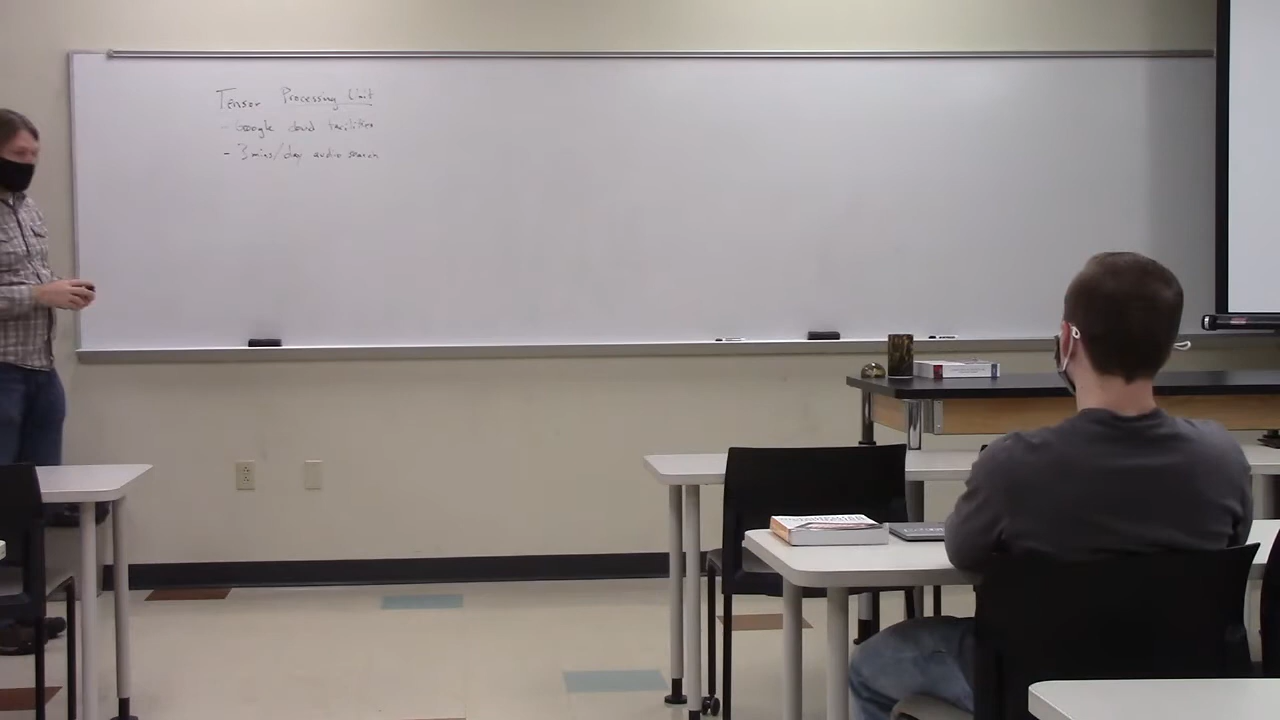 Tensor Processing Unit
- Google cloud facilities
- 3 mins/day audio search